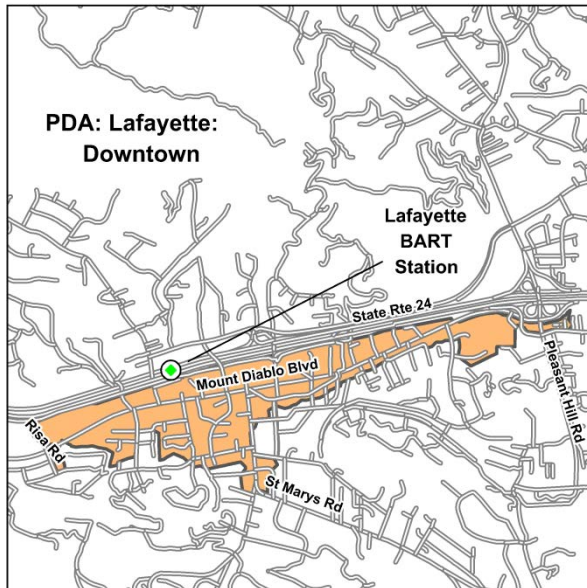 PDA: Lafayette:
Downtown
Lafayette
BART
Station
State Rte 24
Mount Diablo Blvd
Pleasant Hill Rd
Risa Rd
St Marys Rd